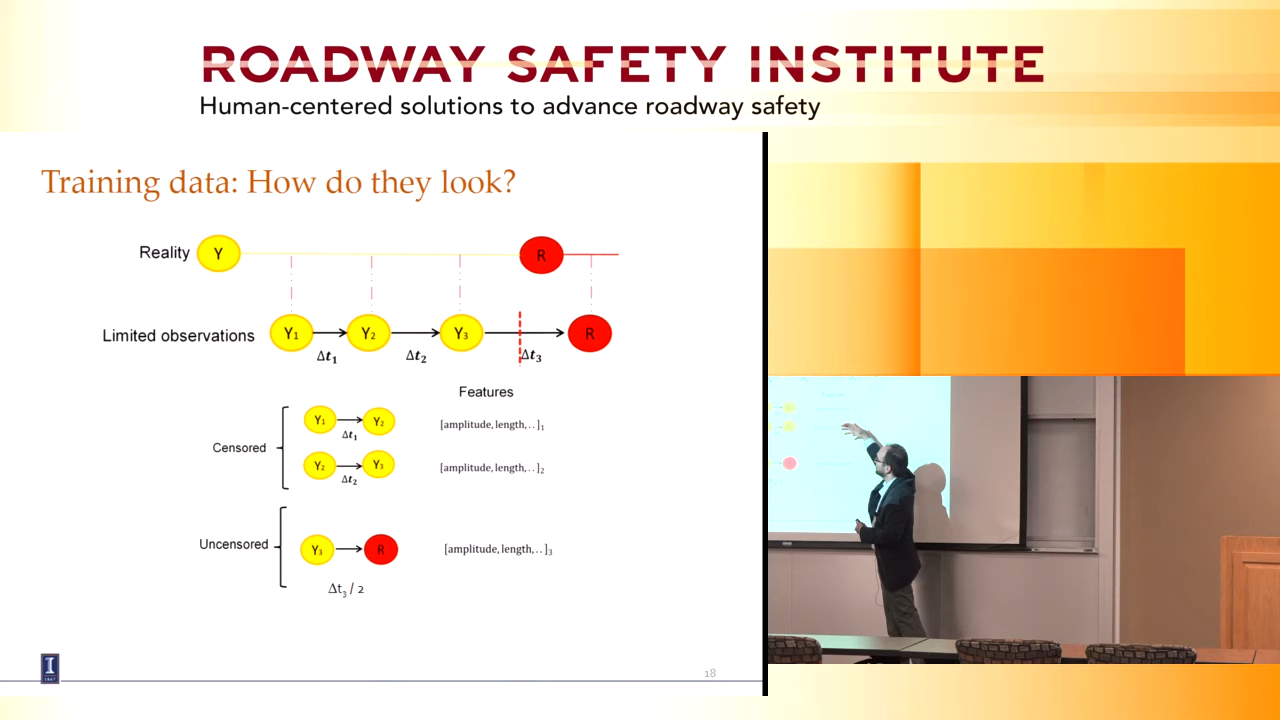 ROADWAY SAFETY INSTITUTE
Human-centered solutions to advance roadway safety
Training data: How do they look?
Reality Y R
Limited observations Y₁ Y₂ Y₃ R
Δt₁ Δt₂ Δt₃
Features
Censored
Y₁ Y₂ [amplitude,length,..]₁
Δt₁
Y₂ Y₃ [amplitude,length,..]₂
Δt₂
Uncensored Y₃ R [amplitude,length,..]₃
Δt₃ / 2
I
18